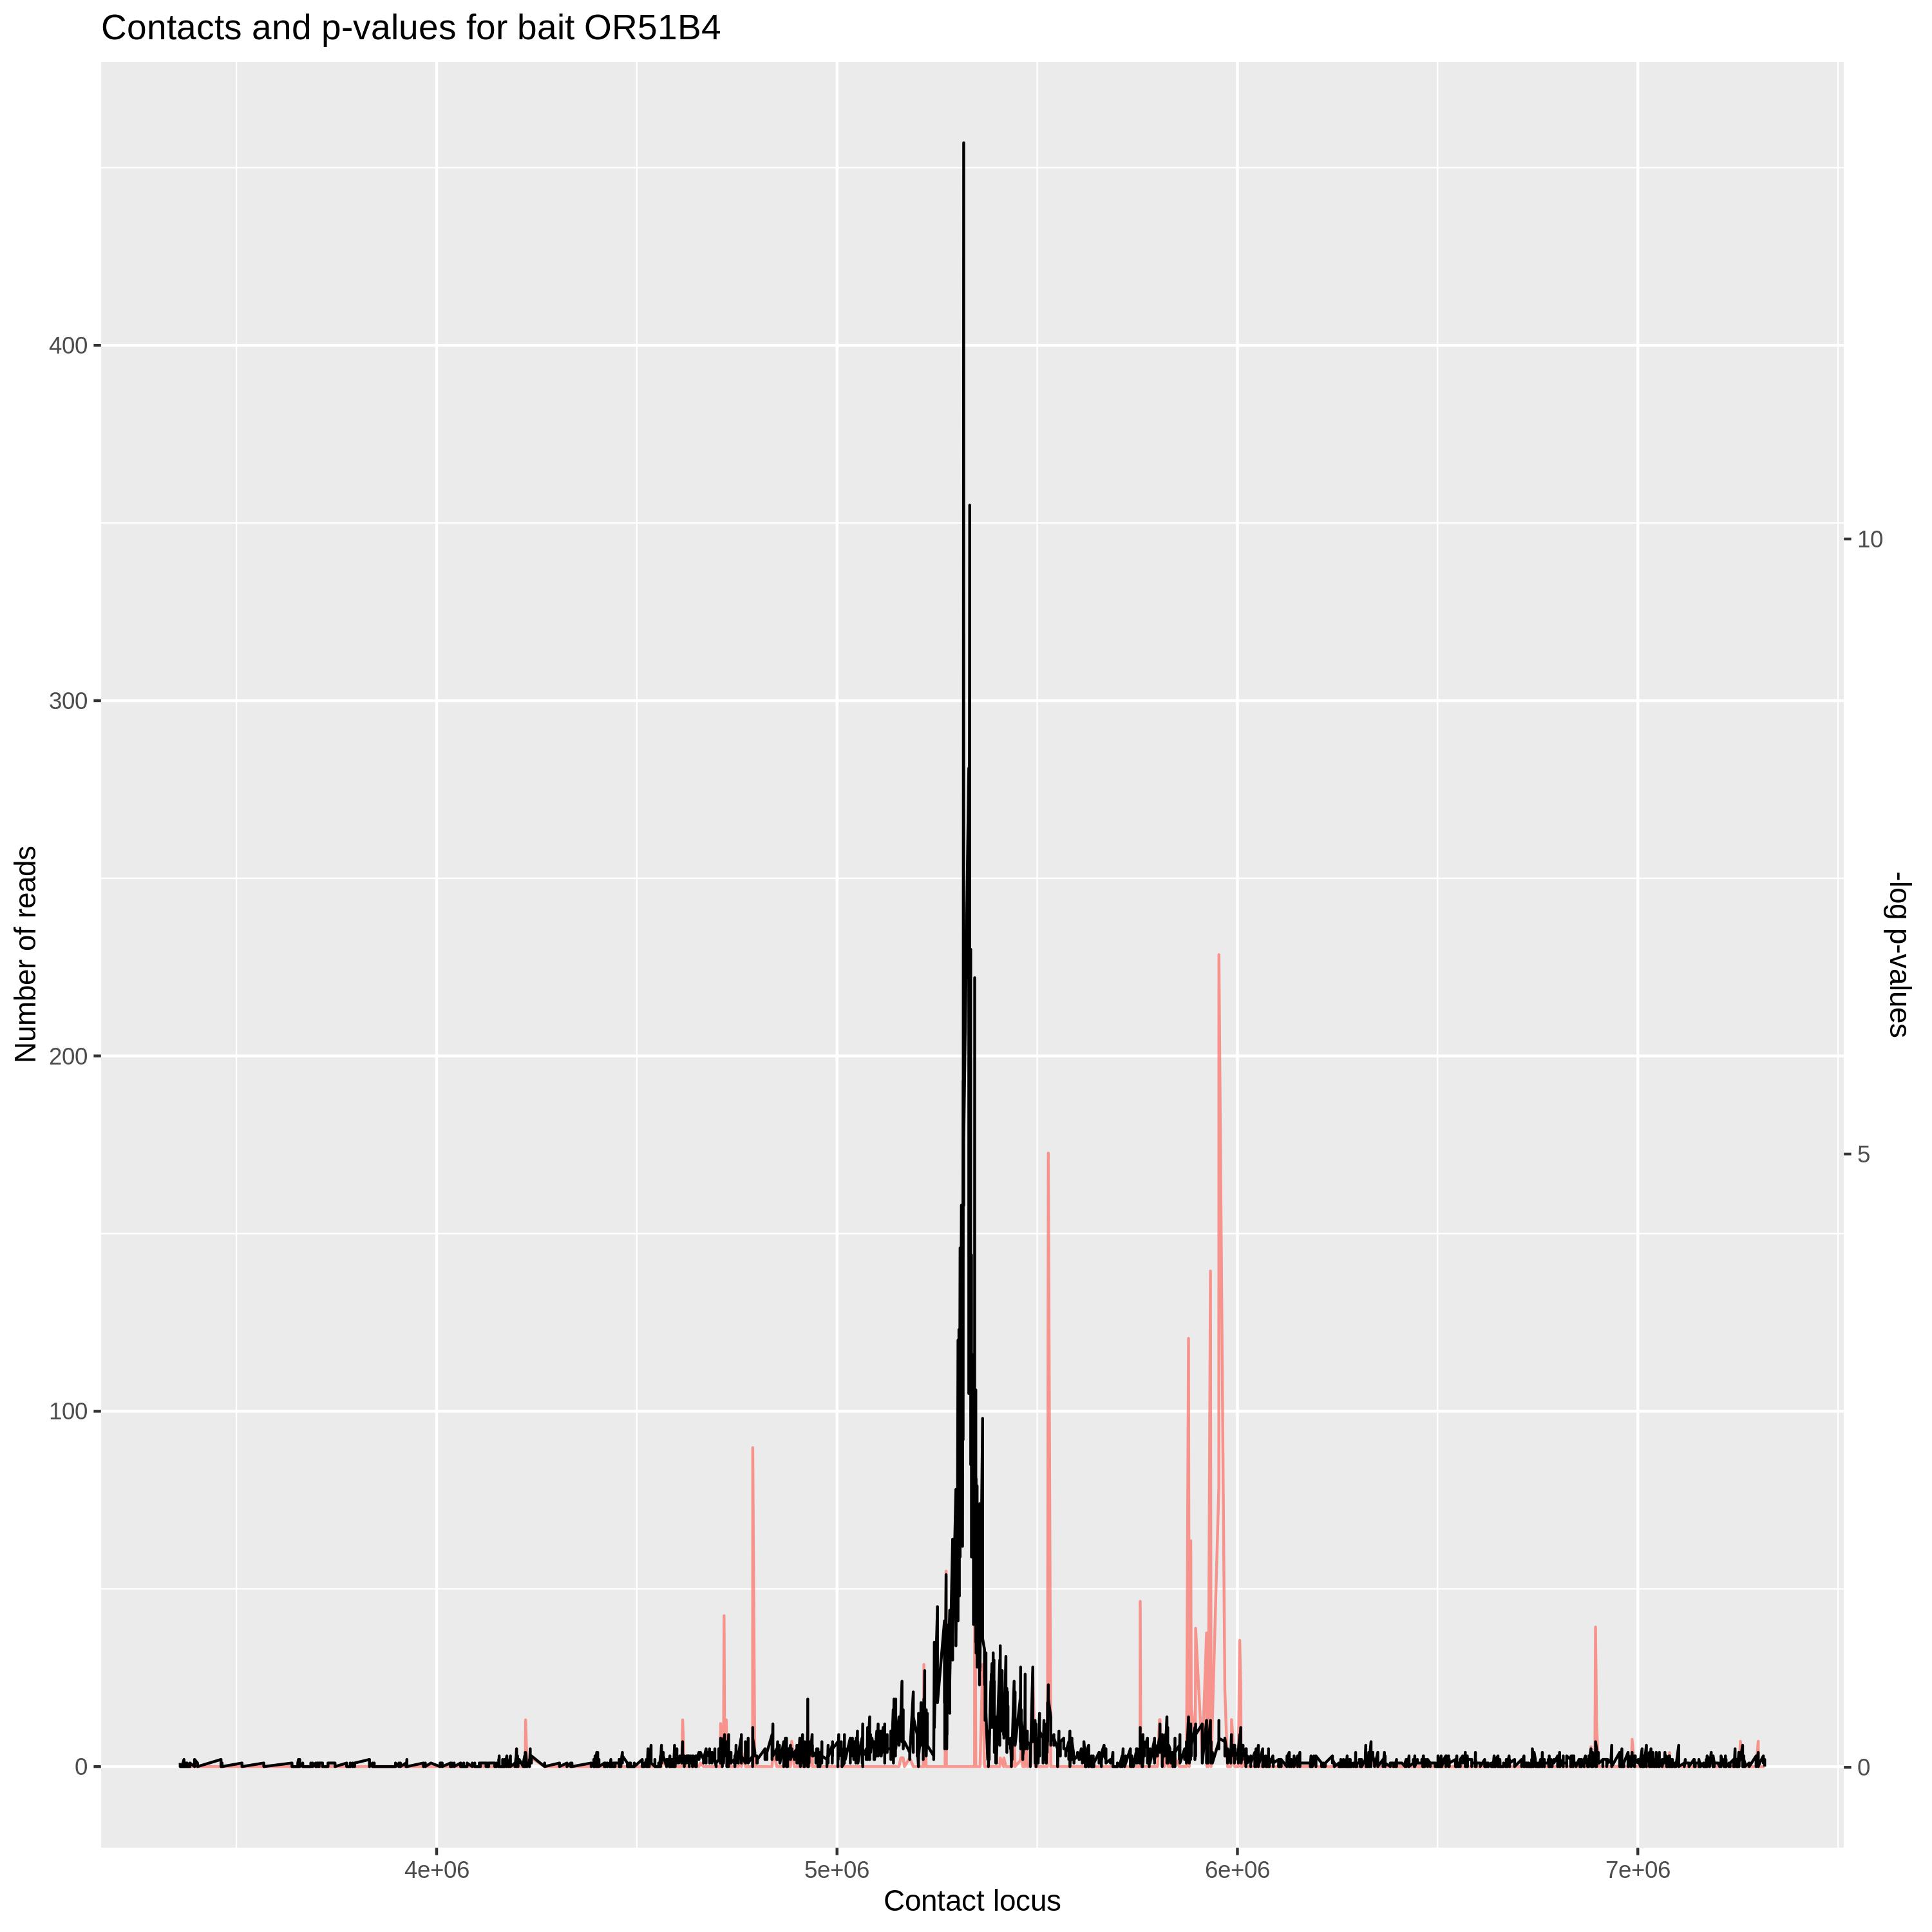 Contacts and p-values for bait OR51B4
Number of reads
400
300
200
100
0
10
5
0
-log p-values
4e+06 5e+06 6e+06 7e+06
Contact locus